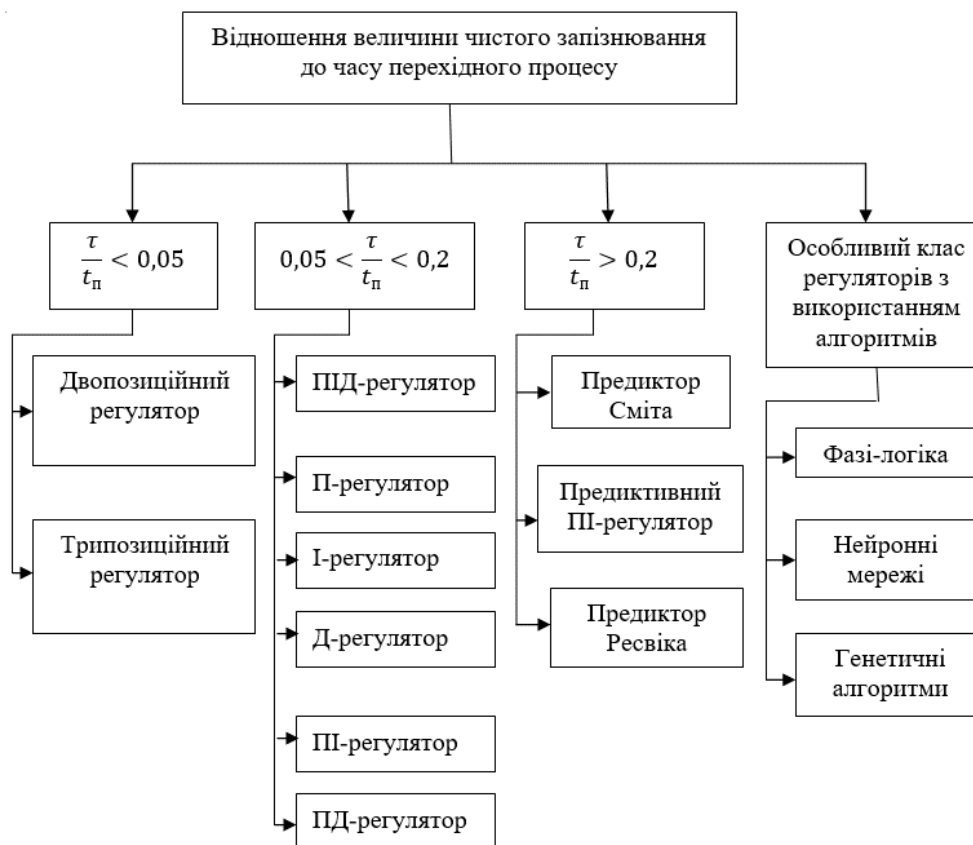 Відношення величини чистого запізнювання
до часу перехідного процесу
τ/tп < 0,05
0,05 < τ/tп < 0,2
τ/tп > 0,2
Особливий клас
регуляторів з
використанням
алгоритмів
Двопозиційний
регулятор
Трипозиційний
регулятор
ПІД-регулятор
П-регулятор
І-регулятор
Д-регулятор
ПІ-регулятор
ПД-регулятор
Предиктор
Сміта
Предиктивний
ПІ-регулятор
Предиктор
Ресвіка
Фазі-логіка
Нейронні
мережі
Генетичні
алгоритми